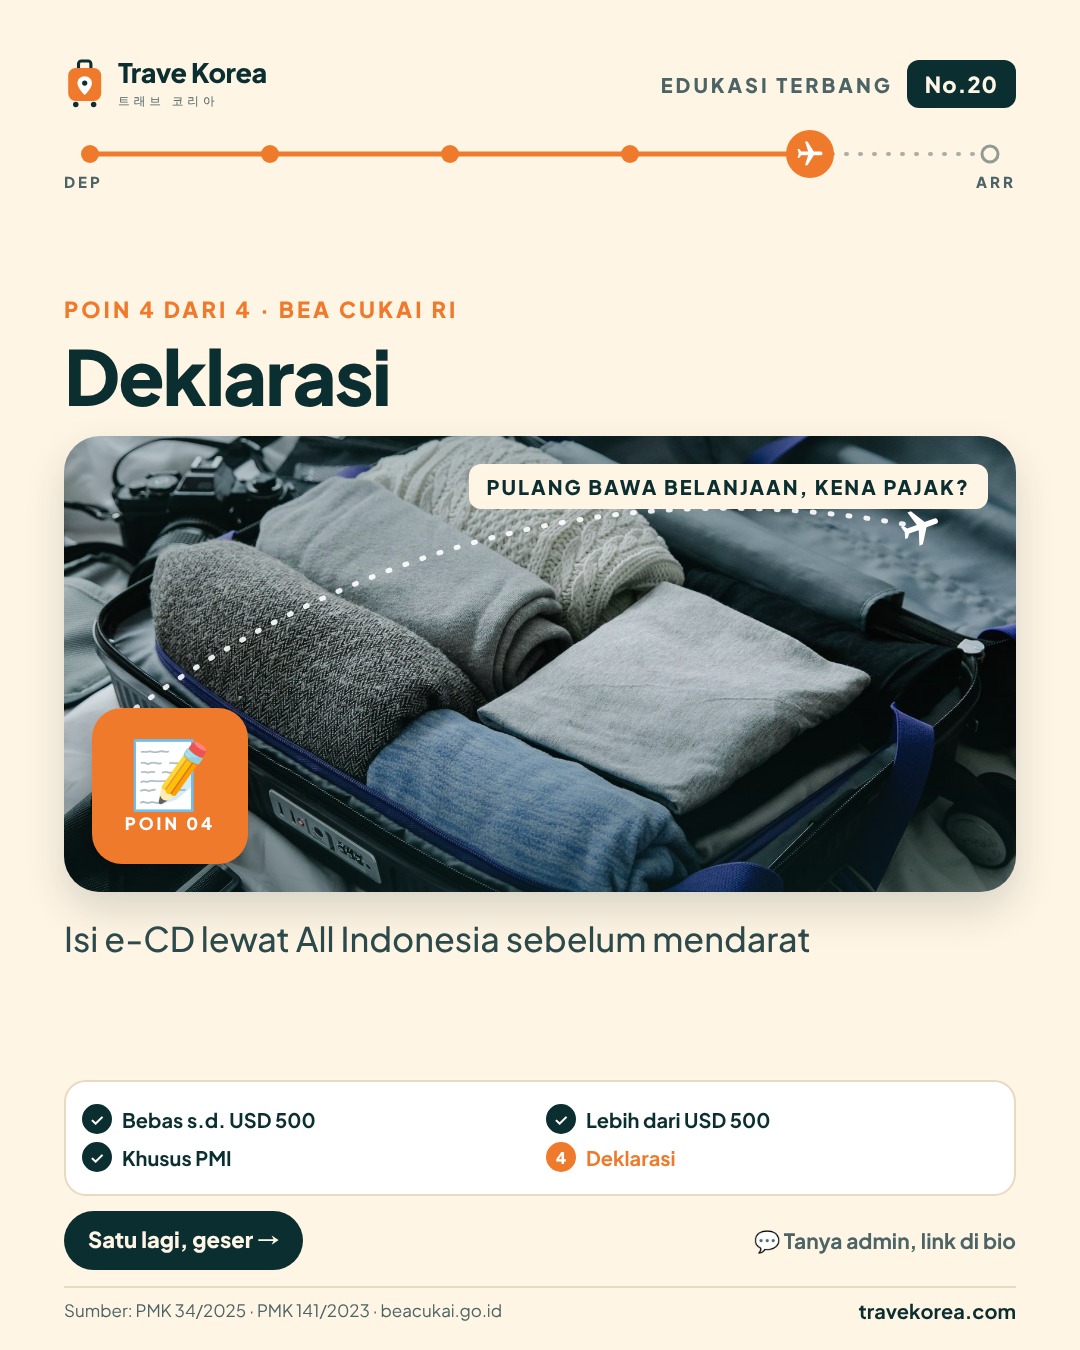 Trave Korea
트래브 코리아
EDUKASI TERBANG
No.20
DEP
ARR
POIN 4 DARI 4 · BEA CUKAI RI
Deklarasi
PULANG BAWA BELANJAAN, KENA PAJAK?
POIN 04
Isi e-CD lewat All Indonesia sebelum mendarat
Bebas s.d. USD 500
Lebih dari USD 500
Khusus PMI
4 Deklarasi
Satu lagi, geser →
💬 Tanya admin, link di bio
Sumber: PMK 34/2025 · PMK 141/2023 · beacukai.go.id
travekorea.com